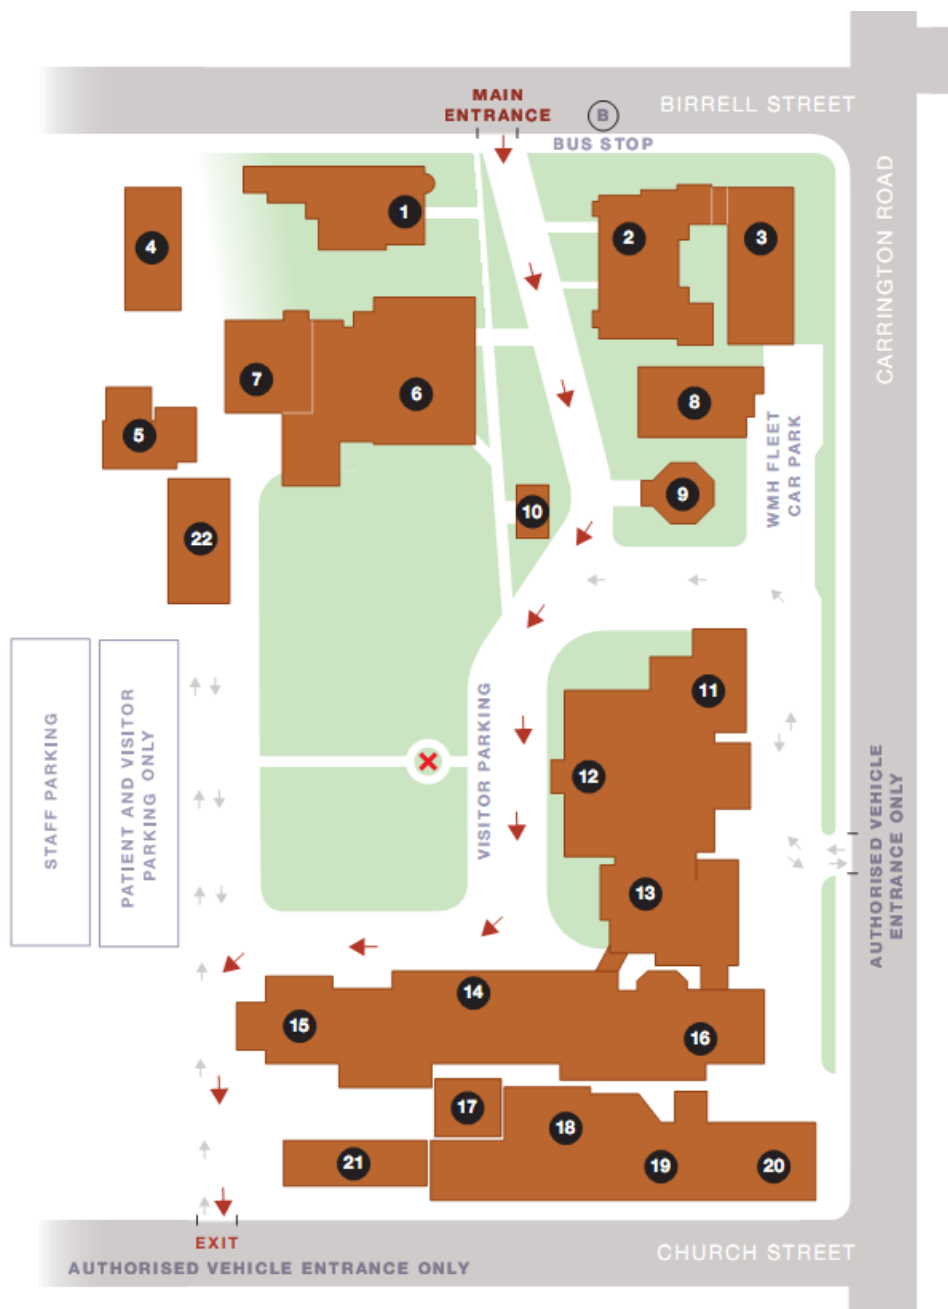 MAIN
ENTRANCE
B
BUS STOP
BIRRELL STREET
CARRINGTON ROAD
1
2
3
4
7
6
8
5
9
10
22
WMH FLEET
CAR PARK
11
12
13
STAFF PARKING
PATIENT AND VISITOR
PARKING ONLY
VISITOR PARKING
AUTHORISED VEHICLE
ENTRANCE ONLY
14
15
16
17
18
19
20
21
EXIT
AUTHORISED VEHICLE ENTRANCE ONLY
CHURCH STREET